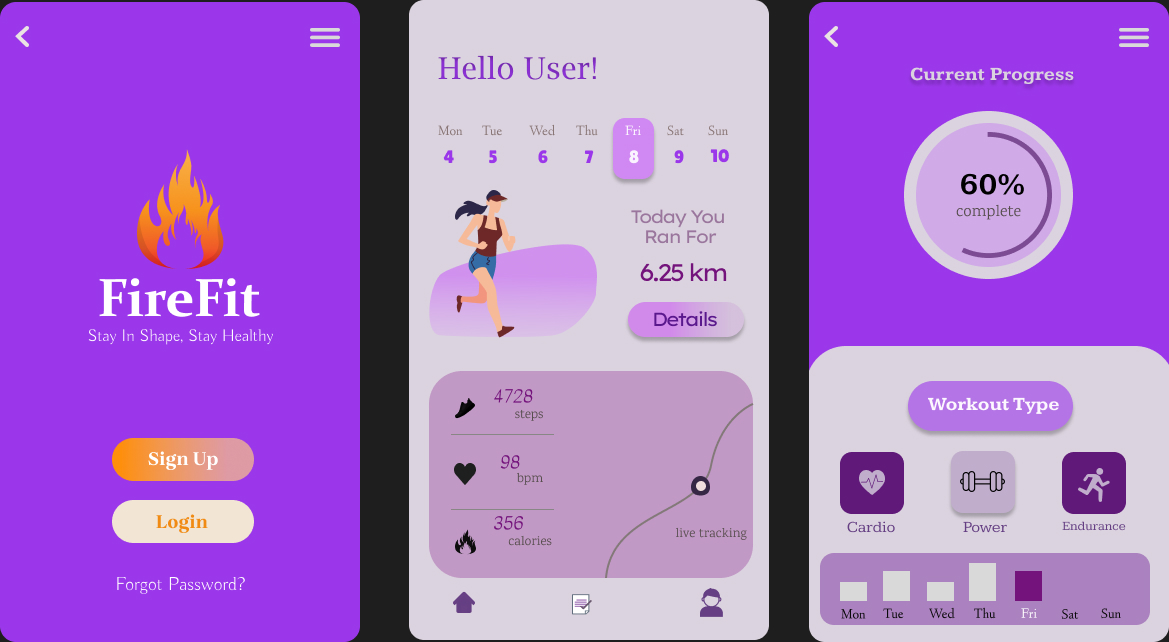 FireFit
Stay In Shape, Stay Healthy
Sign Up
Login
Forgot Password?
Hello User!
Mon Tue Wed Thu Fri Sat Sun
4 5 6 7 8 9 10
Today You
Ran For
6.25 km
Details
4728
steps
98
bpm
356
calories
live tracking
Current Progress
60%
complete
Workout Type
Cardio Power Endurance
Mon Tue Wed Thu Fri Sat Sun